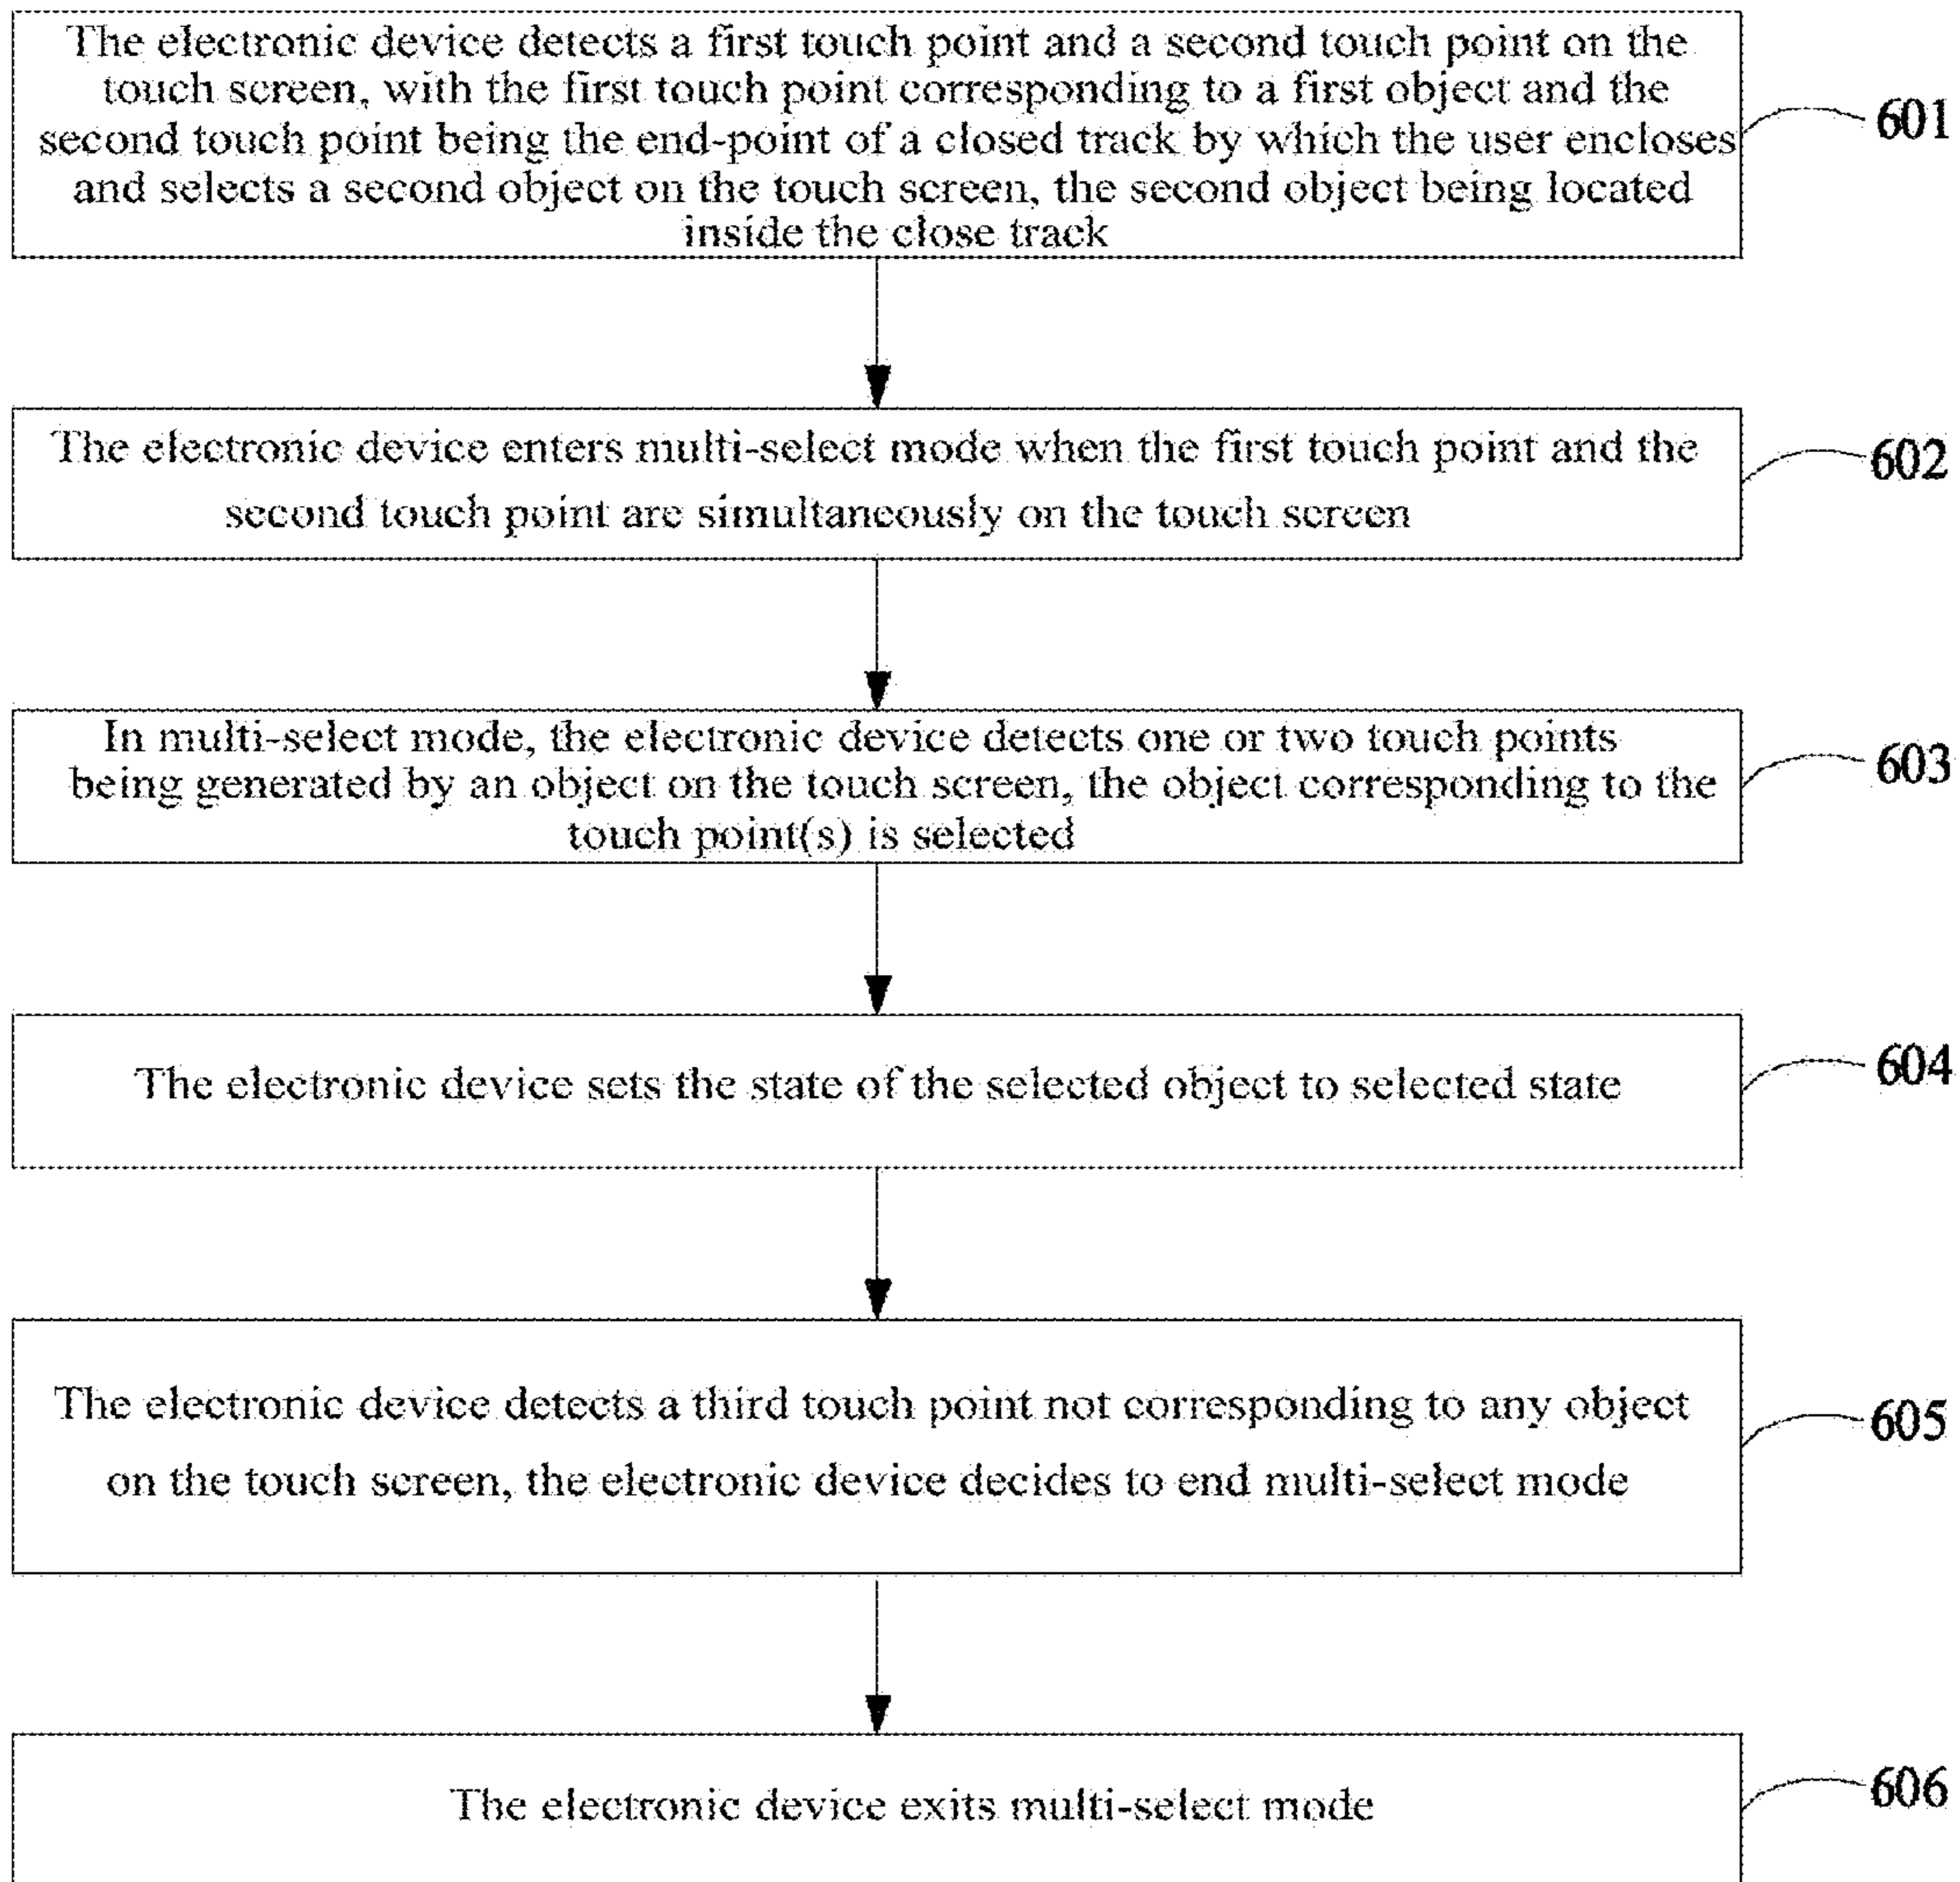 The electronic device detects a first touch point and a second touch point on the
touch screen, with the first touch point corresponding to a first object and the
second touch point being the end-point of a closed track by which the user encloses
and selects a second object on the touch screen, the second object being located
inside the close track
601
The electronic device enters multi-select mode when the first touch point and the
second touch point are simultaneously on the touch screen
602
In multi-select mode, the electronic device detects one or two touch points
being generated by an object on the touch screen, the object corresponding to the
touch point(s) is selected
603
The electronic device sets the state of the selected object to selected state
604
The electronic device detects a third touch point not corresponding to any object
on the touch screen, the electronic device decides to end multi-select mode
605
The electronic device exits multi-select mode
606